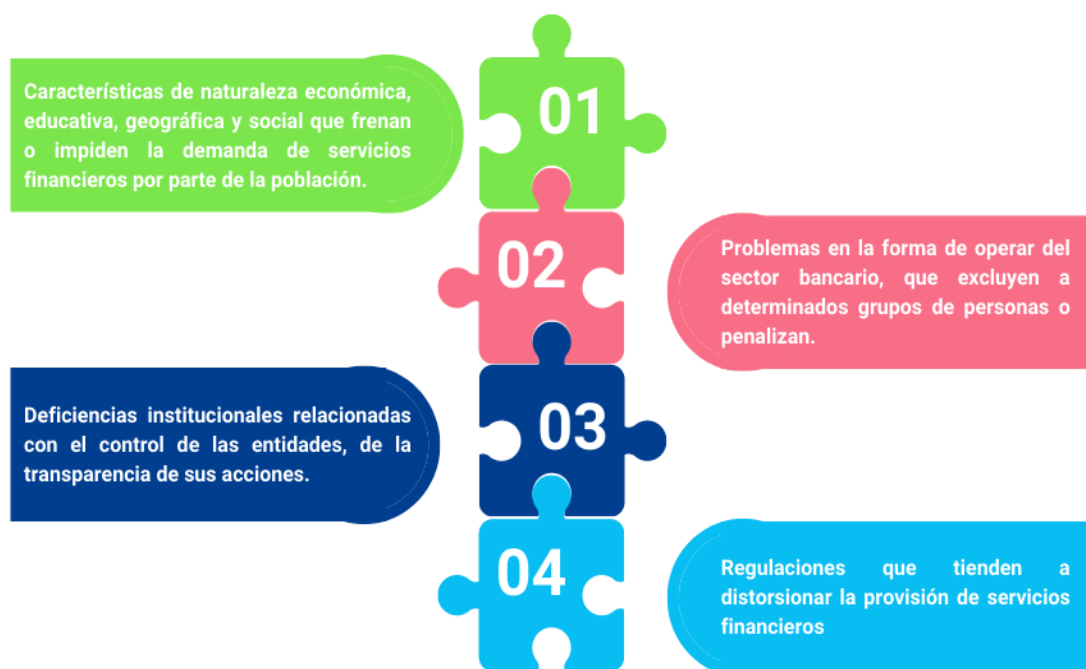 01
Características de naturaleza económica,
educativa, geográfica y social que frenan
o impiden la demanda de servicios
financieros por parte de la población.
02
Problemas en la forma de operar del
sector bancario, que excluyen a
determinados grupos de personas o
penalizan.
03
Deficiencias institucionales relacionadas
con el control de las entidades, de la
transparencia de sus acciones.
04
Regulaciones que tienden a
distorsionar la provisión de servicios
financieros